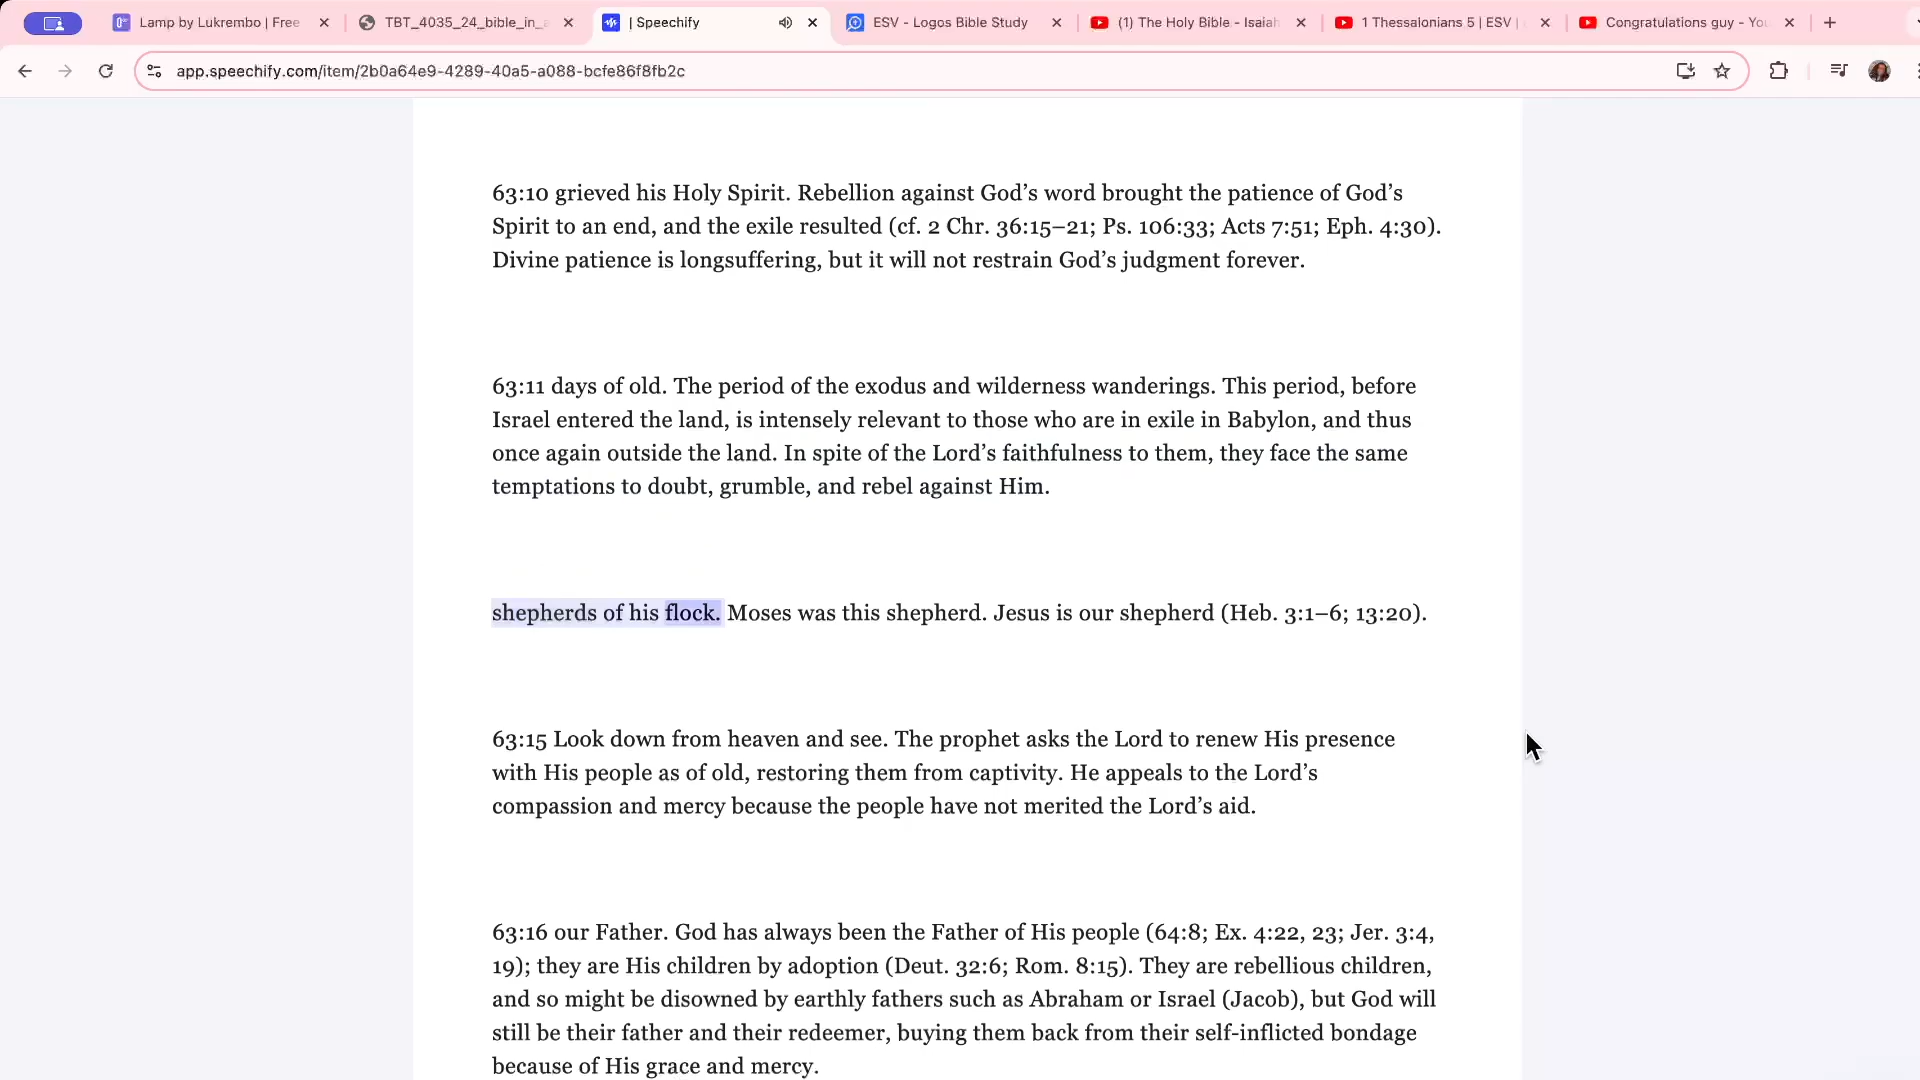 Lamp by Lukrembo | Free
TBT_4035_24_bible_in_a
| Speechify
ESV - Logos Bible Study
(1) The Holy Bible - Isaiah
1 Thessalonians 5 | ESV |
Congratulations guy - You
app.speechify.com/item/2b0a64e9-4289-40a5-a088-bcfe86f8fb2c
63:10 grieved his Holy Spirit. Rebellion against God’s word brought the patience of God’s
Spirit to an end, and the exile resulted (cf. 2 Chr. 36:15–21; Ps. 106:33; Acts 7:51; Eph. 4:30).
Divine patience is longsuffering, but it will not restrain God’s judgment forever.
63:11 days of old. The period of the exodus and wilderness wanderings. This period, before
Israel entered the land, is intensely relevant to those who are in exile in Babylon, and thus
once again outside the land. In spite of the Lord’s faithfulness to them, they face the same
temptations to doubt, grumble, and rebel against Him.
shepherds of his flock. Moses was this shepherd. Jesus is our shepherd (Heb. 3:1–6; 13:20).
63:15 Look down from heaven and see. The prophet asks the Lord to renew His presence
with His people as of old, restoring them from captivity. He appeals to the Lord’s
compassion and mercy because the people have not merited the Lord’s aid.
63:16 our Father. God has always been the Father of His people (64:8; Ex. 4:22, 23; Jer. 3:4,
19); they are His children by adoption (Deut. 32:6; Rom. 8:15). They are rebellious children,
and so might be disowned by earthly fathers such as Abraham or Israel (Jacob), but God will
still be their father and their redeemer, buying them back from their self-inflicted bondage
because of His grace and mercy.